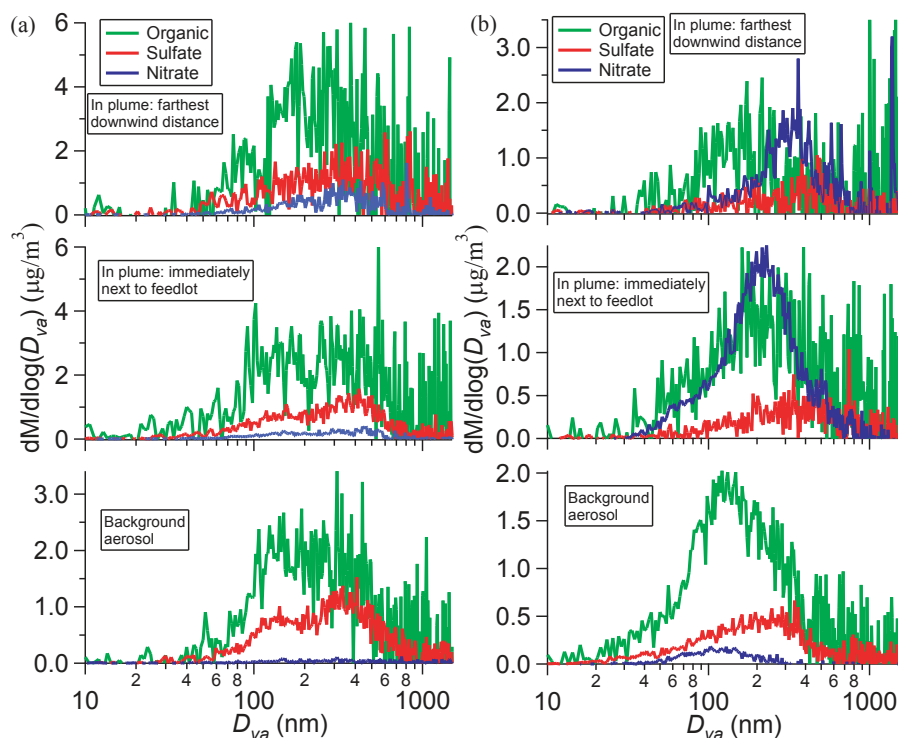 (a)
6
4
2
0
Organic
Sulfate
Nitrate
In plume: farthest
downwind distance
6
4
2
0
In plume: immediately
next to feedlot
3.0
2.0
1.0
0.0
Background
aerosol
dM/dlog(Dva) (μg/m³)
10
2
4
6
8
100
2
4
6
8
1000
Dva (nm)
(b)
3.0
2.0
1.0
0.0
Organic
Sulfate
Nitrate
In plume: farthest
downwind distance
2.0
1.5
1.0
0.5
0.0
In plume: immediately
next to feedlot
2.0
1.5
1.0
0.5
0.0
Background
aerosol
dM/dlog(Dva) (μg/m³)
10
2
4
6
8
100
2
4
6
8
1000
Dva (nm)